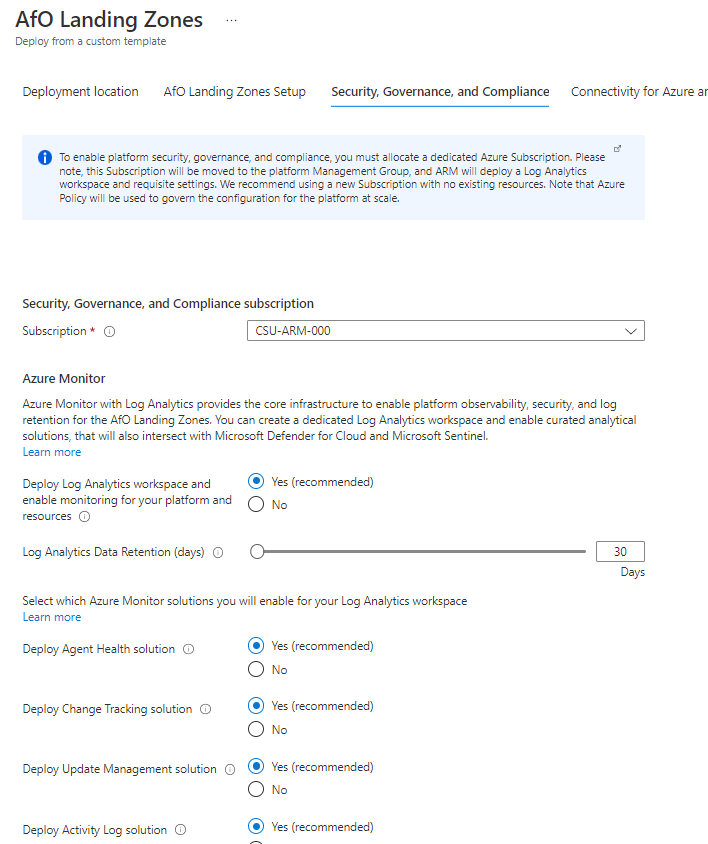 AfO Landing Zones ...
Deploy from a custom template
Deployment location AfO Landing Zones Setup Security, Governance, and Compliance Connectivity for Azure ar
To enable platform security, governance, and compliance, you must allocate a dedicated Azure Subscription. Please
note, this Subscription will be moved to the platform Management Group, and ARM will deploy a Log Analytics
workspace and requisite settings. We recommend using a new Subscription with no existing resources. Note that Azure
Policy will be used to govern the configuration for the platform at scale.
Security, Governance, and Compliance subscription
Subscription * CSU-ARM-000
Azure Monitor
Azure Monitor with Log Analytics provides the core infrastructure to enable platform observability, security, and log
retention for the AfO Landing Zones. You can create a dedicated Log Analytics workspace and enable curated analytical
solutions, that will also intersect with Microsoft Defender for Cloud and Microsoft Sentinel.
Learn more
Deploy Log Analytics workspace and
enable monitoring for your platform and
resources
Yes (recommended)
No
Log Analytics Data Retention (days) 30
Days
Select which Azure Monitor solutions you will enable for your Log Analytics workspace
Learn more
Deploy Agent Health solution Yes (recommended)
No
Deploy Change Tracking solution Yes (recommended)
No
Deploy Update Management solution Yes (recommended)
No
Deploy Activity Log solution Yes (recommended)